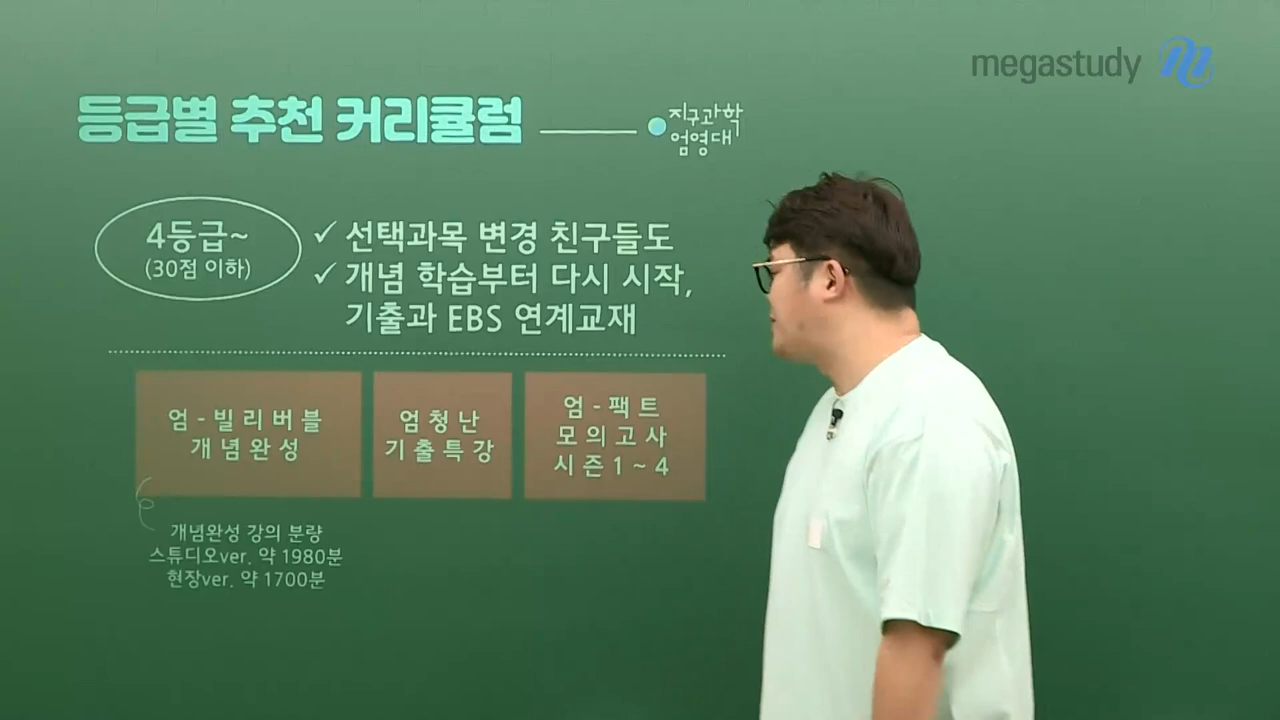 megastudy
등급별 추천 커리큘럼
지구과학
엄영대
4등급~
(30점 이하)
✓ 선택과목 변경 친구들도
✓ 개념 학습부터 다시 시작,
기출과 EBS 연계교재
엄-빌리버블
개념완성
엄청난
기출특강
엄-팩트
모의고사
시즌1~4
개념완성 강의 분량
스튜디오ver. 약 1980분
현장ver. 약 1700분